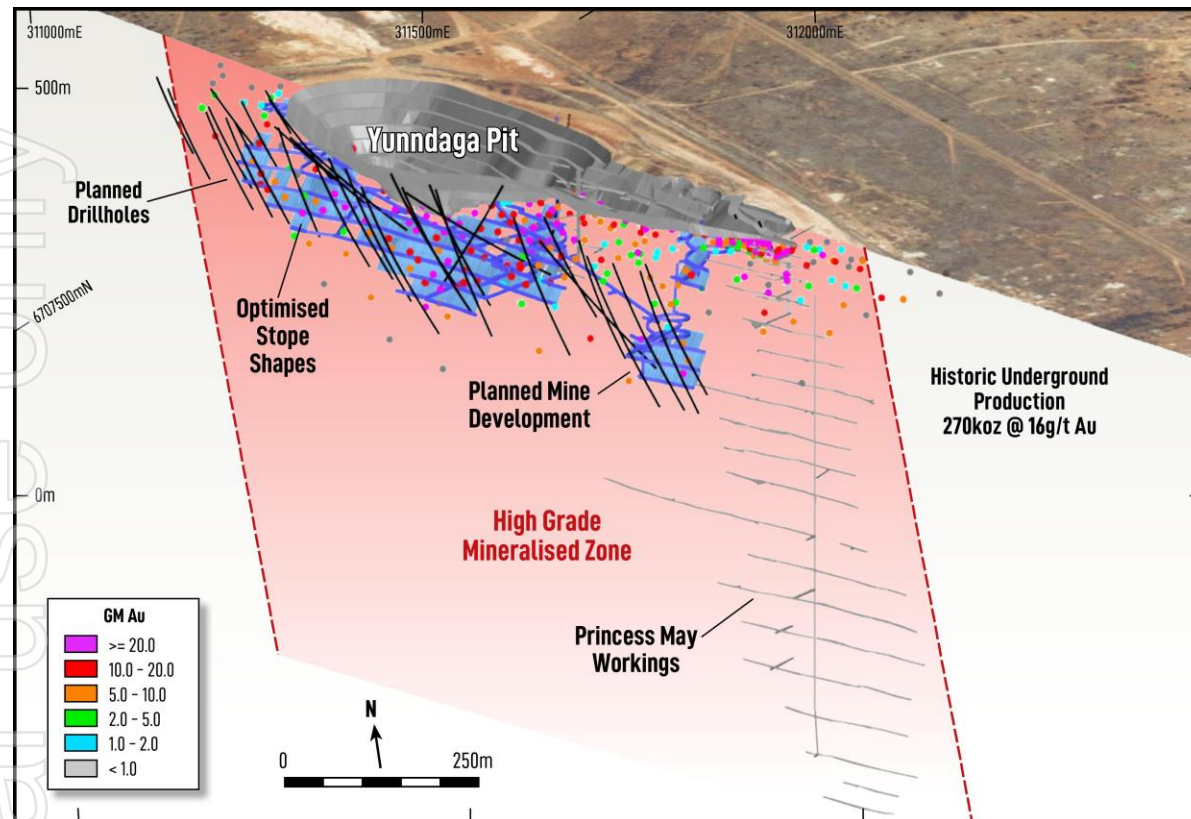 311000mE
311500mE
312000mE
500m
Yunndaga Pit
Planned
Drillholes
6707500mN
Optimised
Stope
Shapes
Planned Mine
Development
Historic Underground
Production
270koz @ 16g/t Au
0m
High Grade
Mineralised Zone
Princess May
Workings
GM Au
>= 20.0
10.0 - 20.0
5.0 - 10.0
2.0 - 5.0
1.0 - 2.0
< 1.0
N
0
250m